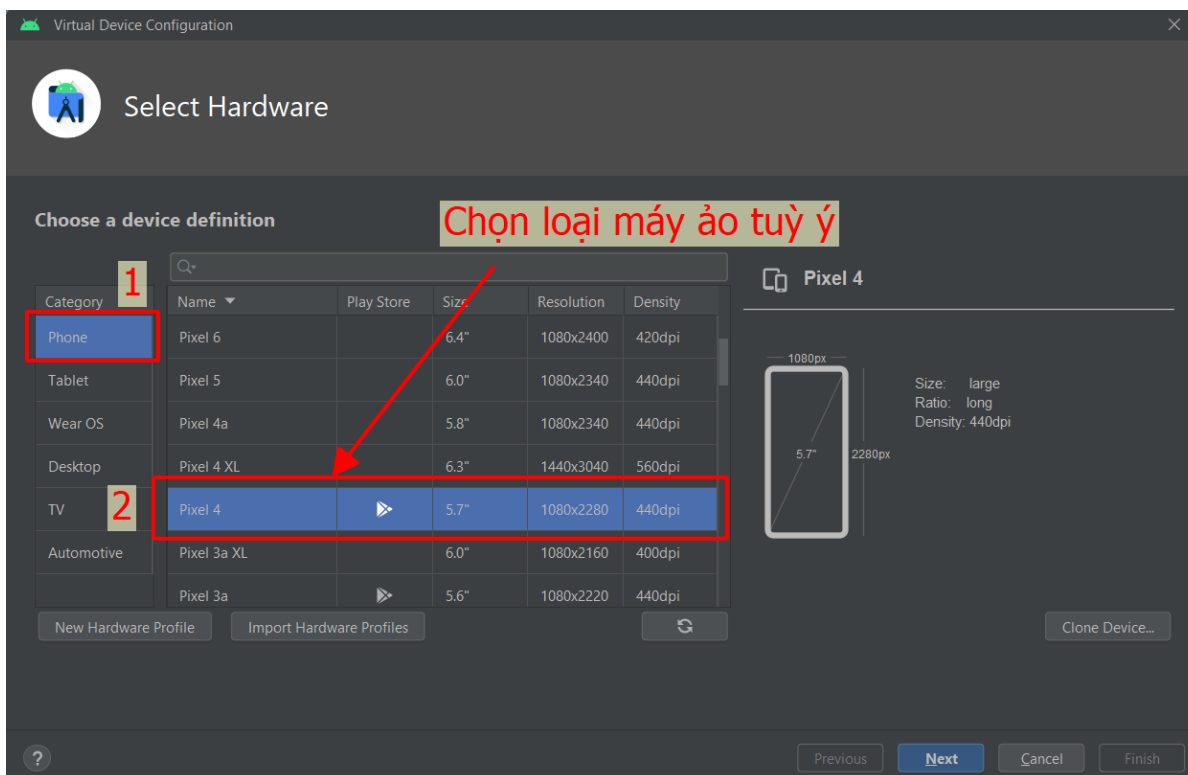 Virtual Device Configuration
Select Hardware
Choose a device definition
Chọn loại máy ảo tuỳ ý
1
Category
Phone
Tablet
Wear OS
Desktop
TV
Automotive
2
Name Play Store Size Resolution Density
Pixel 6 6.4" 1080x2400 420dpi
Pixel 5 6.0" 1080x2340 440dpi
Pixel 4a 5.8" 1080x2340 440dpi
Pixel 4 XL 6.3" 1440x3040 560dpi
Pixel 4 5.7" 1080x2280 440dpi
Pixel 3a XL 6.0" 1080x2160 400dpi
Pixel 3a 5.6" 1080x2220 440dpi
New Hardware Profile Import Hardware Profiles
Pixel 4
1080px
5.7" 2280px
Size: large
Ratio: long
Density: 440dpi
Clone Device...
? Previous Next Cancel Finish